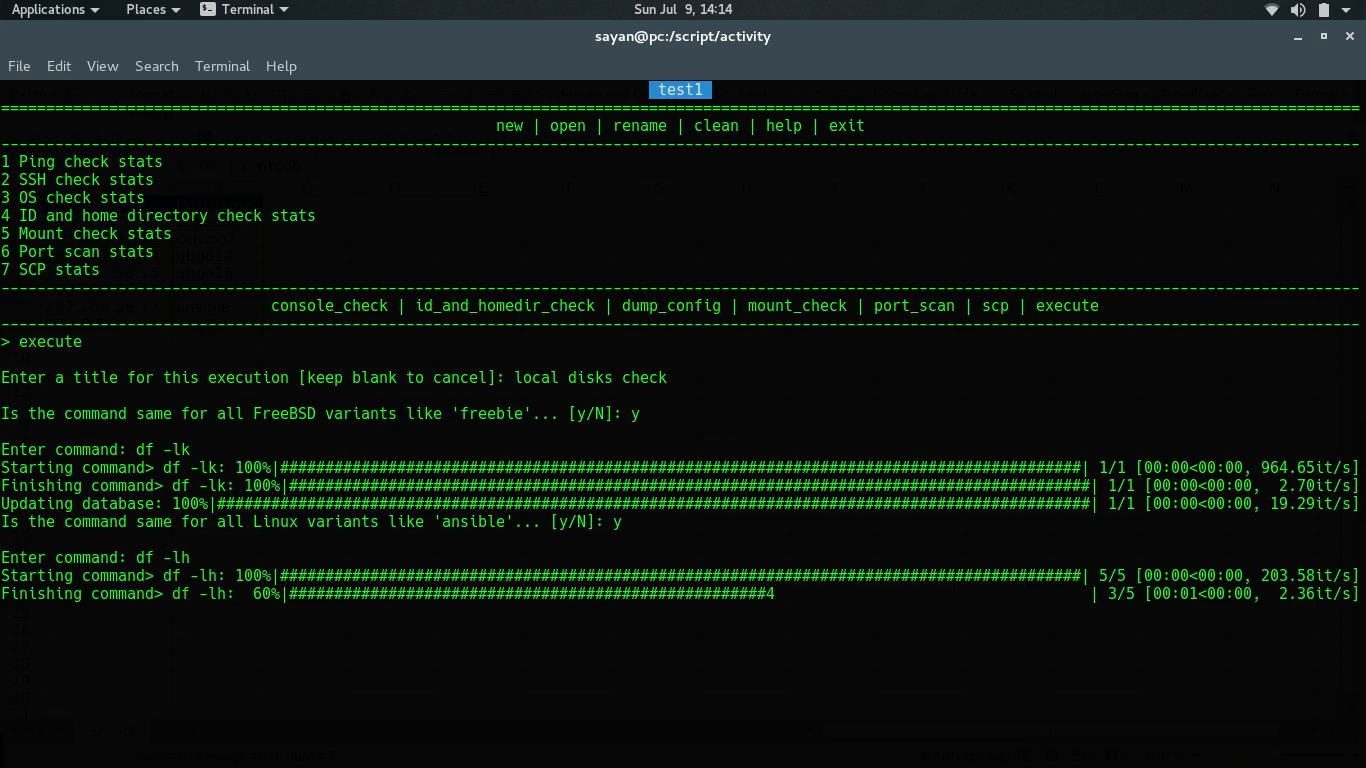 Applications Places Terminal Sun Jul 9, 14:14
sayan@pc:/script/activity
File Edit View Search Terminal Help
test1
=======================================================================================================================================================
new | open | rename | clean | help | exit
-------------------------------------------------------------------------------------------------------------------------------------------------------
1 Ping check stats
2 SSH check stats
3 OS check stats
4 ID and home directory check stats
5 Mount check stats
6 Port scan stats
7 SCP stats
-------------------------------------------------------------------------------------------------------------------------------------------------------
console_check | id_and_homedir_check | dump_config | mount_check | port_scan | scp | execute
-------------------------------------------------------------------------------------------------------------------------------------------------------
> execute
Enter a title for this execution [keep blank to cancel]: local disks check
Is the command same for all FreeBSD variants like 'freebie'... [y/N]: y
Enter command: df -lk
Starting command> df -lk: 100%|#########################################################################################| 1/1 [00:00<00:00, 964.65it/s]
Finishing command> df -lk: 100%|#########################################################################################| 1/1 [00:00<00:00,  2.70it/s]
Updating database: 100%|#################################################################################################| 1/1 [00:00<00:00, 19.29it/s]
Is the command same for all Linux variants like 'ansible'... [y/N]: y
Enter command: df -lh
Starting command> df -lh: 100%|#########################################################################################| 5/5 [00:00<00:00, 203.58it/s]
Finishing command> df -lh:  60%|#####################################################4                                   | 3/5 [00:01<00:00,  2.36it/s]